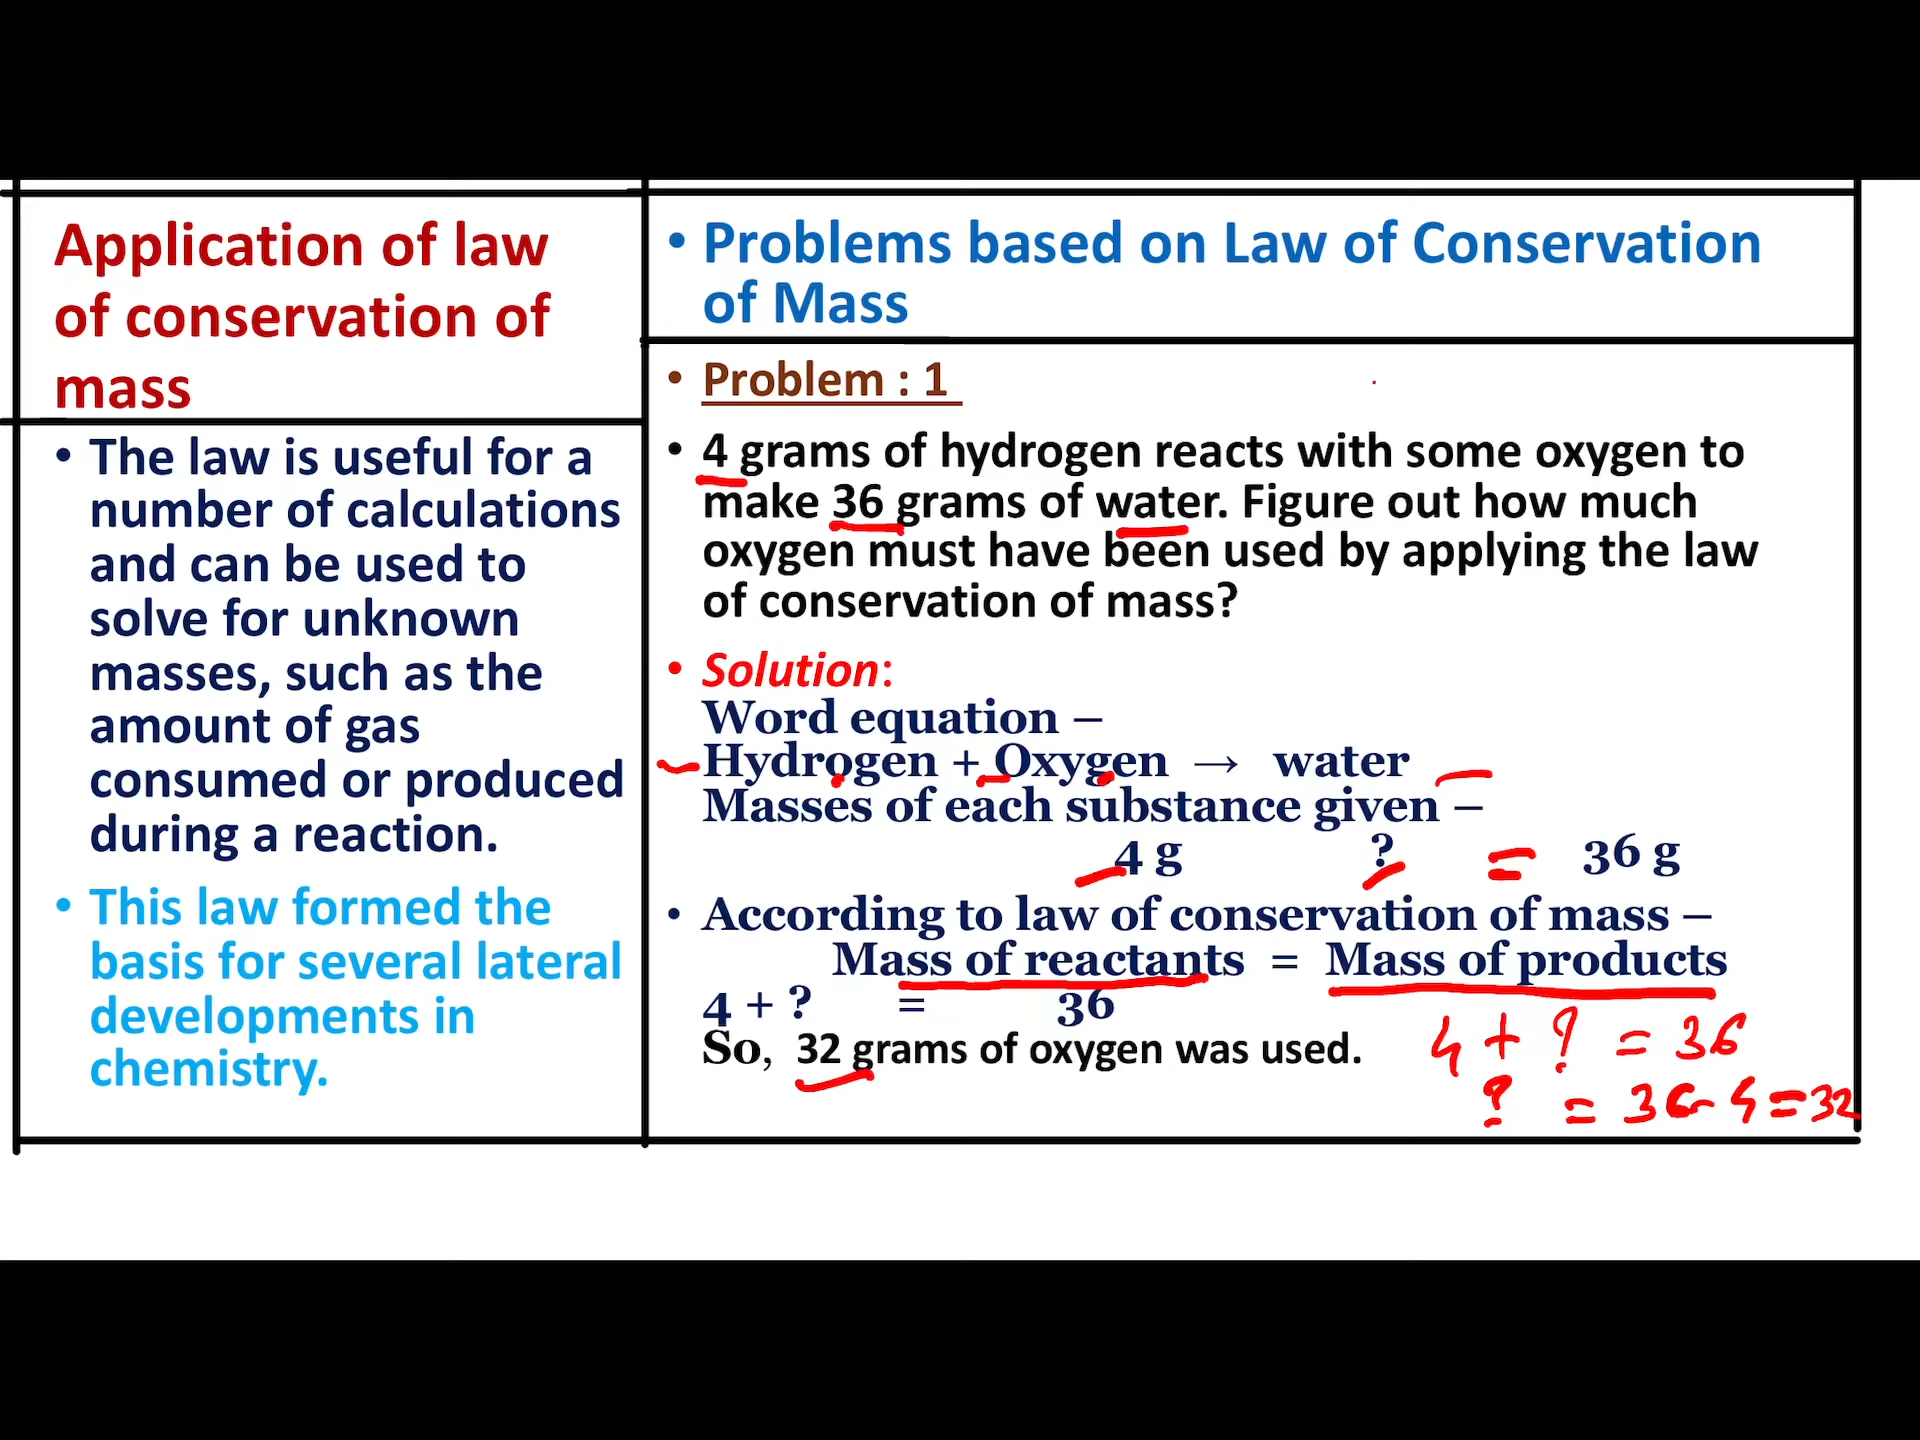 Application of law
of conservation of
mass
• The law is useful for a
number of calculations
and can be used to
solve for unknown
masses, such as the
amount of gas
consumed or produced
during a reaction.
• This law formed the
basis for several lateral
developments in
chemistry.
• Problems based on Law of Conservation
of Mass
• Problem : 1
• 4 grams of hydrogen reacts with some oxygen to
make 36 grams of water. Figure out how much
oxygen must have been used by applying the law
of conservation of mass?
• Solution:
Word equation –
Hydrogen + Oxygen → water
Masses of each substance given –
4 g ? = 36 g
• According to law of conservation of mass –
Mass of reactants = Mass of products
4 + ? = 36
So, 32 grams of oxygen was used.
4 + ? = 36
? = 36 - 4 = 32